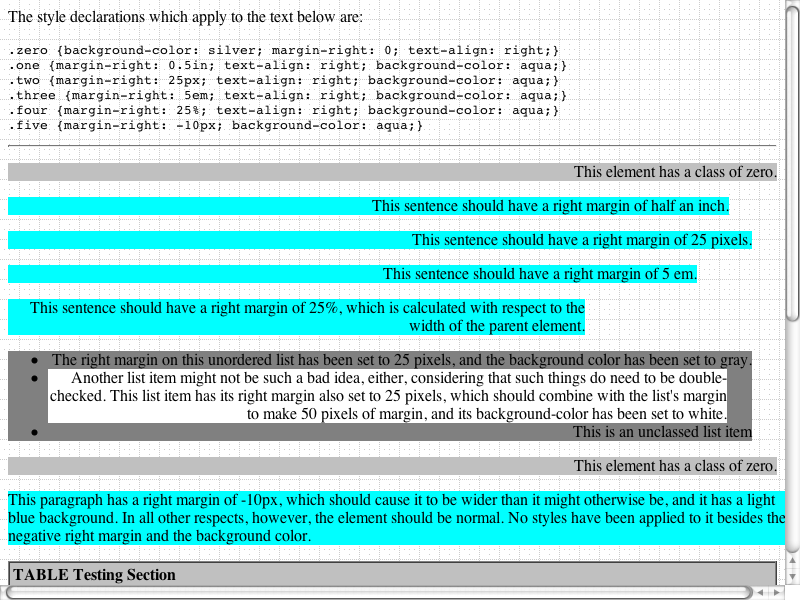 The style declarations which apply to the text below are:
.zero {background-color: silver; margin-right: 0; text-align: right;}
.one {margin-right: 0.5in; text-align: right; background-color: aqua;}
.two {margin-right: 25px; text-align: right; background-color: aqua;}
.three {margin-right: 5em; text-align: right; background-color: aqua;}
.four {margin-right: 25%; text-align: right; background-color: aqua;}
.five {margin-right: -10px; background-color: aqua;}
This element has a class of zero.
This sentence should have a right margin of half an inch.
This sentence should have a right margin of 25 pixels.
This sentence should have a right margin of 5 em.
This sentence should have a right margin of 25%, which is calculated with respect to the
width of the parent element.
• The right margin on this unordered list has been set to 25 pixels, and the background color has been set to gray.
• Another list item might not be such a bad idea, either, considering that such things do need to be double-
checked. This list item has its right margin also set to 25 pixels, which should combine with the list's margin
to make 50 pixels of margin, and its background-color has been set to white.
• This is an unclassed list item
This element has a class of zero.
This paragraph has a right margin of -10px, which should cause it to be wider than it might otherwise be, and it has a light
blue background. In all other respects, however, the element should be normal. No styles have been applied to it besides the
negative right margin and the background color.
TABLE Testing Section